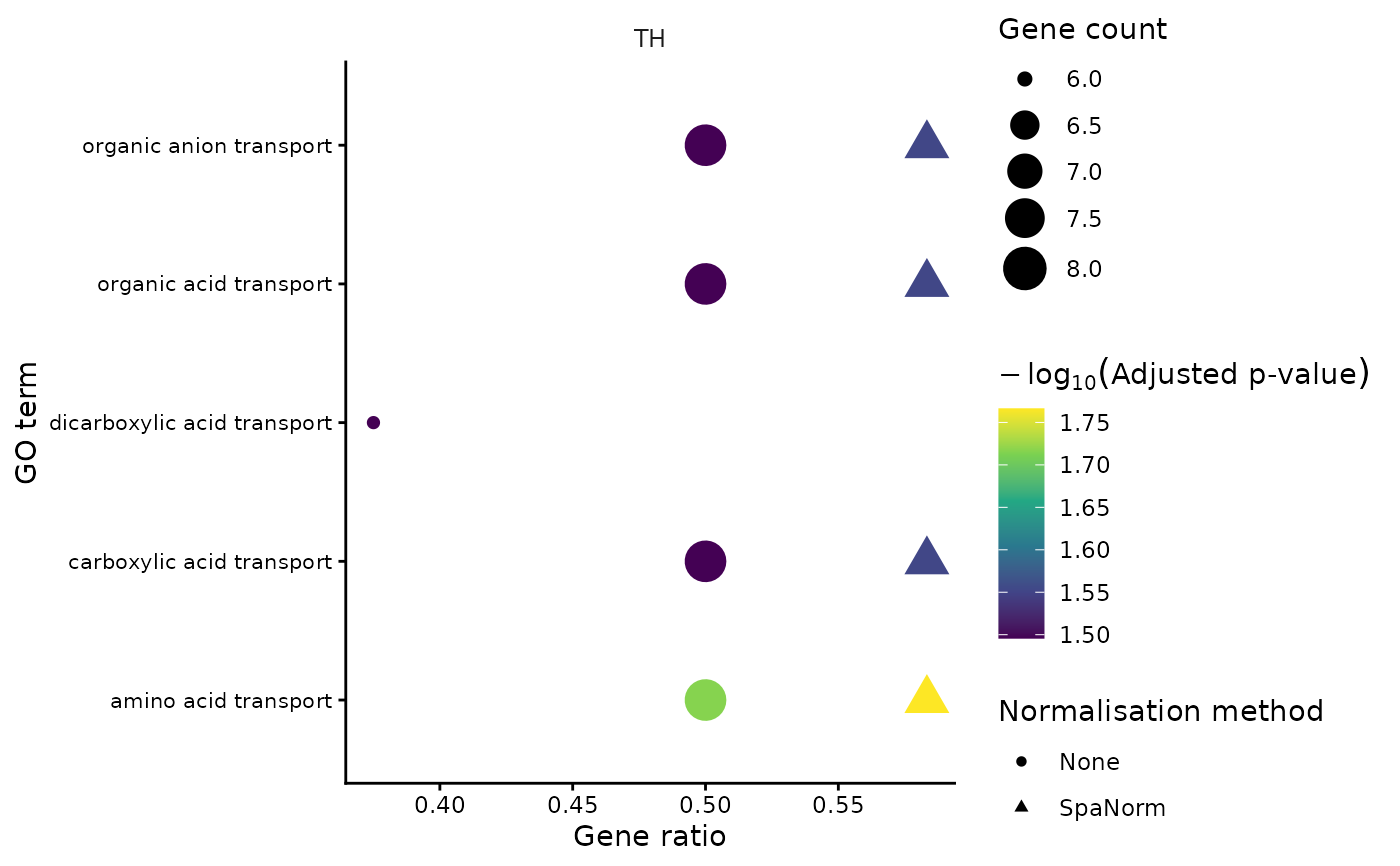 TH
organic anion transport
organic acid transport
dicarboxylic acid transport
carboxylic acid transport
amino acid transport
GO term
0.40 0.45 0.50 0.55
Gene ratio
Gene count
6.0
6.5
7.0
7.5
8.0
−log₁₀(Adjusted p-value)
1.75
1.70
1.65
1.60
1.55
1.50
Normalisation method
None
SpaNorm